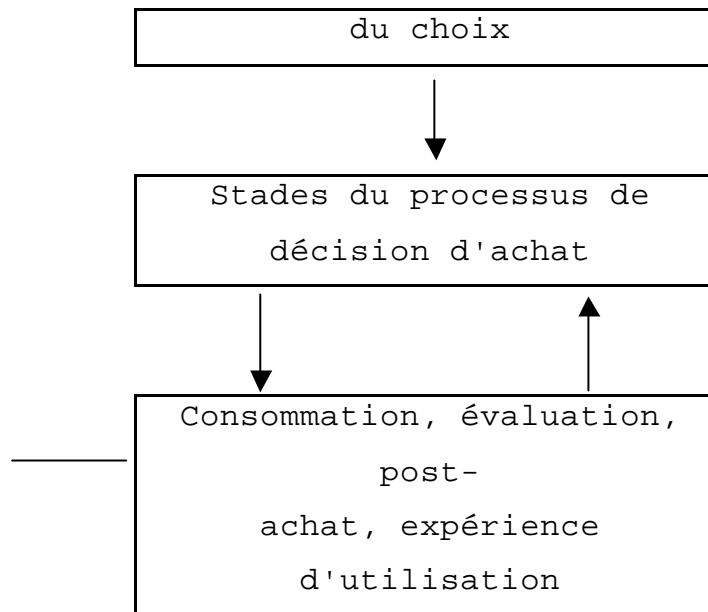 du choix
Stades du processus de
décision d'achat
Consommation, évaluation,
post-
achat, expérience
d'utilisation